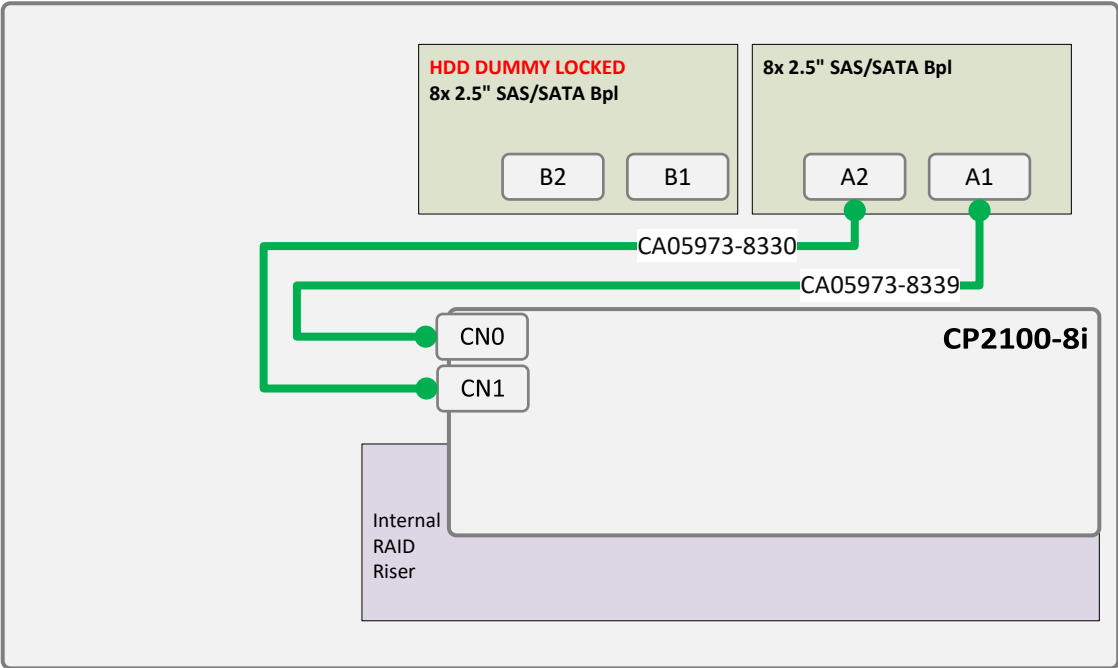 HDD DUMMY LOCKED
8x 2.5" SAS/SATA Bpl
B2
B1
8x 2.5" SAS/SATA Bpl
A2
A1
CA05973-8330
CA05973-8339
CN0
CN1
CP2100-8i
Internal
RAID
Riser